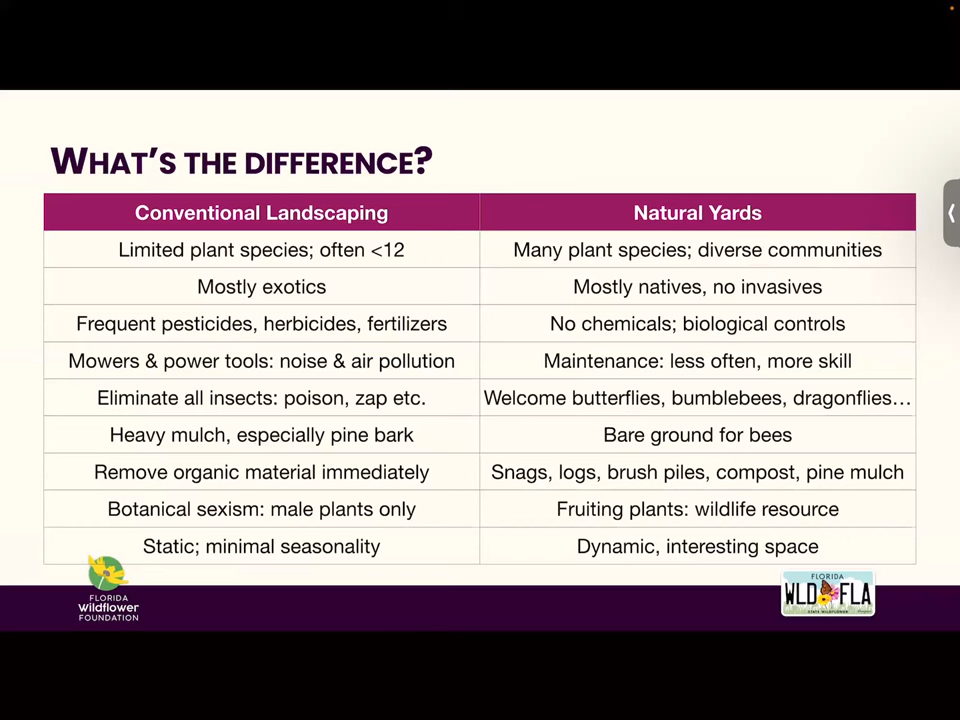 WHAT'S THE DIFFERENCE?
Conventional Landscaping Natural Yards
Limited plant species; often <12 Many plant species; diverse communities
Mostly exotics Mostly natives, no invasives
Frequent pesticides, herbicides, fertilizers No chemicals; biological controls
Mowers & power tools: noise & air pollution Maintenance: less often, more skill
Eliminate all insects: poison, zap etc. Welcome butterflies, bumblebees, dragonflies…
Heavy mulch, especially pine bark Bare ground for bees
Remove organic material immediately Snags, logs, brush piles, compost, pine mulch
Botanical sexism: male plants only Fruiting plants: wildlife resource
Static; minimal seasonality Dynamic, interesting space
FLORIDA
Wildflower
FOUNDATION
FLORIDA
WLD FLA
STATE WILDFLOWER